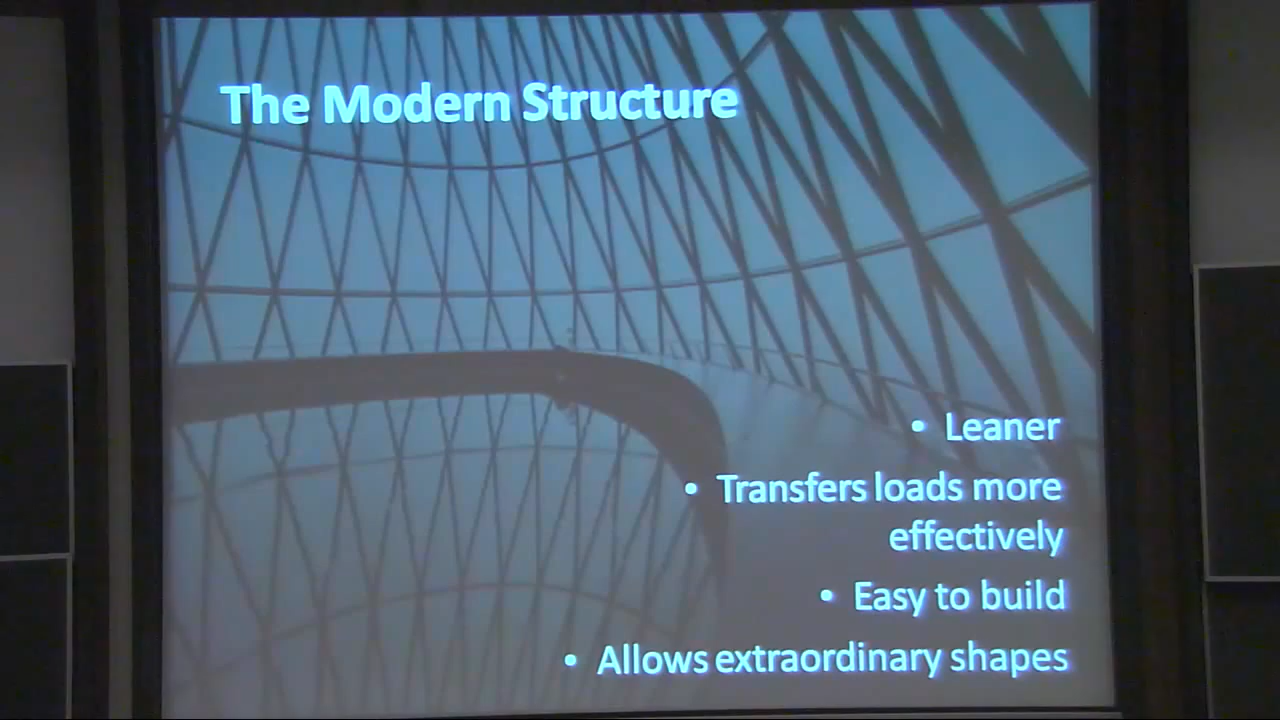 The Modern Structure
• Leaner
• Transfers loads more
effectively
• Easy to build
• Allows extraordinary shapes